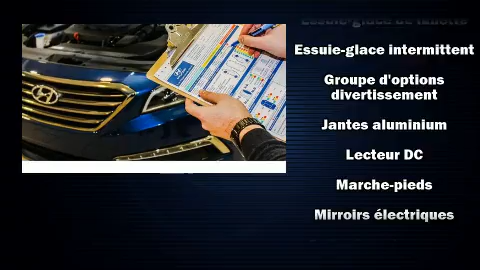 Essuie-glace intermittent
Groupe d'options
divertissement
Jantes aluminium
Lecteur DC
Marche-pieds
Mirroirs électriques